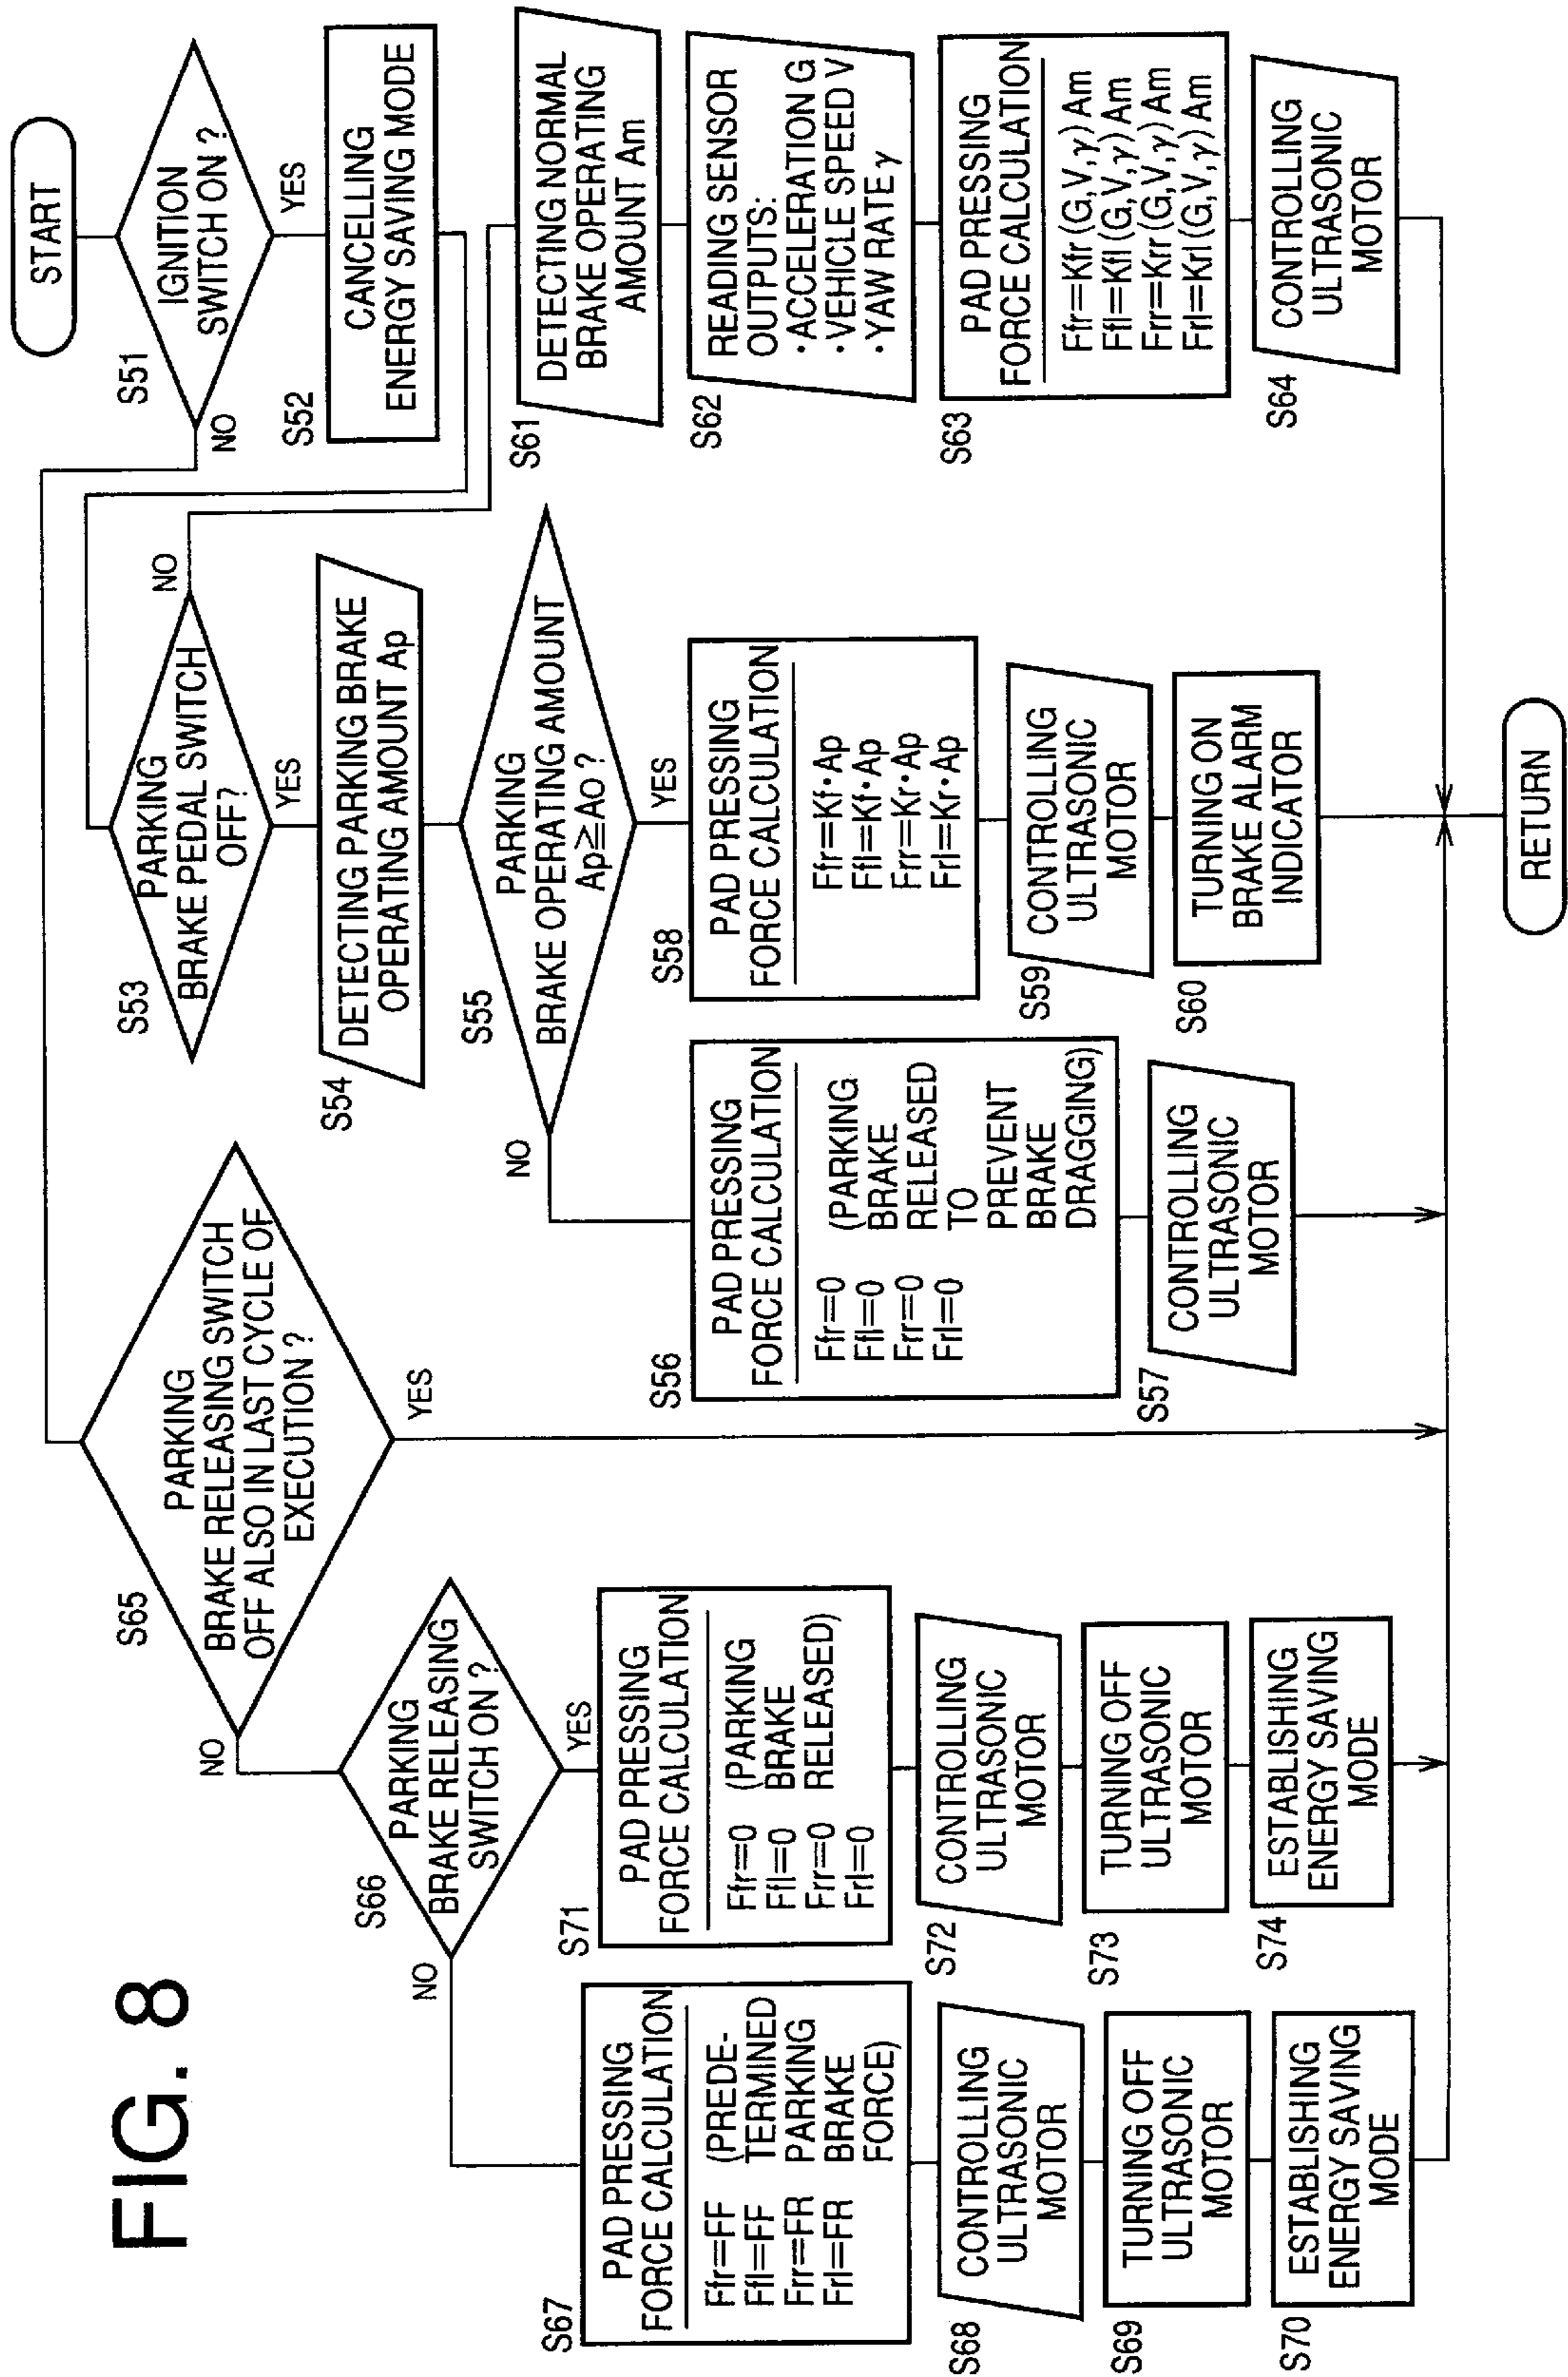 FIG. 8
START
S51
IGNITION
SWITCH ON ?
NO
YES
S52
CANCELLING
ENERGY SAVING MODE
S53
PARKING
BRAKE PEDAL SWITCH
OFF?
NO
YES
S54
DETECTING PARKING BRAKE
OPERATING AMOUNT Ap
S55
PARKING
BRAKE OPERATING AMOUNT
Ap≧Ao ?
NO
YES
S56
PAD PRESSING
FORCE CALCULATION
Ffr=0 (PARKING
Ffl=0 BRAKE
Frr=0 RELEASED
Frl=0 TO
PREVENT
BRAKE
DRAGGING)
S57
CONTROLLING
ULTRASONIC
MOTOR
S58
PAD PRESSING
FORCE CALCULATION
Ffr=Kf•Ap
Ffl=Kf•Ap
Frr=Kr•Ap
Frl=Kr•Ap
S59
CONTROLLING
ULTRASONIC
MOTOR
S60
TURNING ON
BRAKE ALARM
INDICATOR
S61
DETECTING NORMAL
BRAKE OPERATING
AMOUNT Am
S62
READING SENSOR
OUTPUTS:
•ACCELERATION G
•VEHICLE SPEED V
•YAW RATE γ
S63
PAD PRESSING
FORCE CALCULATION
Ffr=Kfr(G,V,γ) Am
Ffl=Kfl(G,V,γ) Am
Frr=Krr(G,V,γ) Am
Frl=Krl(G,V,γ) Am
S64
CONTROLLING
ULTRASONIC
MOTOR
S65
PARKING
BRAKE RELEASING SWITCH
OFF ALSO IN LAST CYCLE OF
EXECUTION ?
NO
YES
S66
PARKING
BRAKE RELEASING
SWITCH ON ?
NO
YES
S67
PAD PRESSING
FORCE CALCULATION
Ffr=FF (PREDE-
Ffl=FF TERMINED
Frr=FR PARKING
Frl=FR BRAKE
FORCE)
S68
CONTROLLING
ULTRASONIC
MOTOR
S69
TURNING OFF
ULTRASONIC
MOTOR
S70
ESTABLISHING
ENERGY SAVING
MODE
S71
PAD PRESSING
FORCE CALCULATION
Ffr=0 (PARKING
Ffl=0 BRAKE
Frr=0 RELEASED)
Frl=0
S72
CONTROLLING
ULTRASONIC
MOTOR
S73
TURNING OFF
ULTRASONIC
MOTOR
S74
ESTABLISHING
ENERGY SAVING
MODE
RETURN